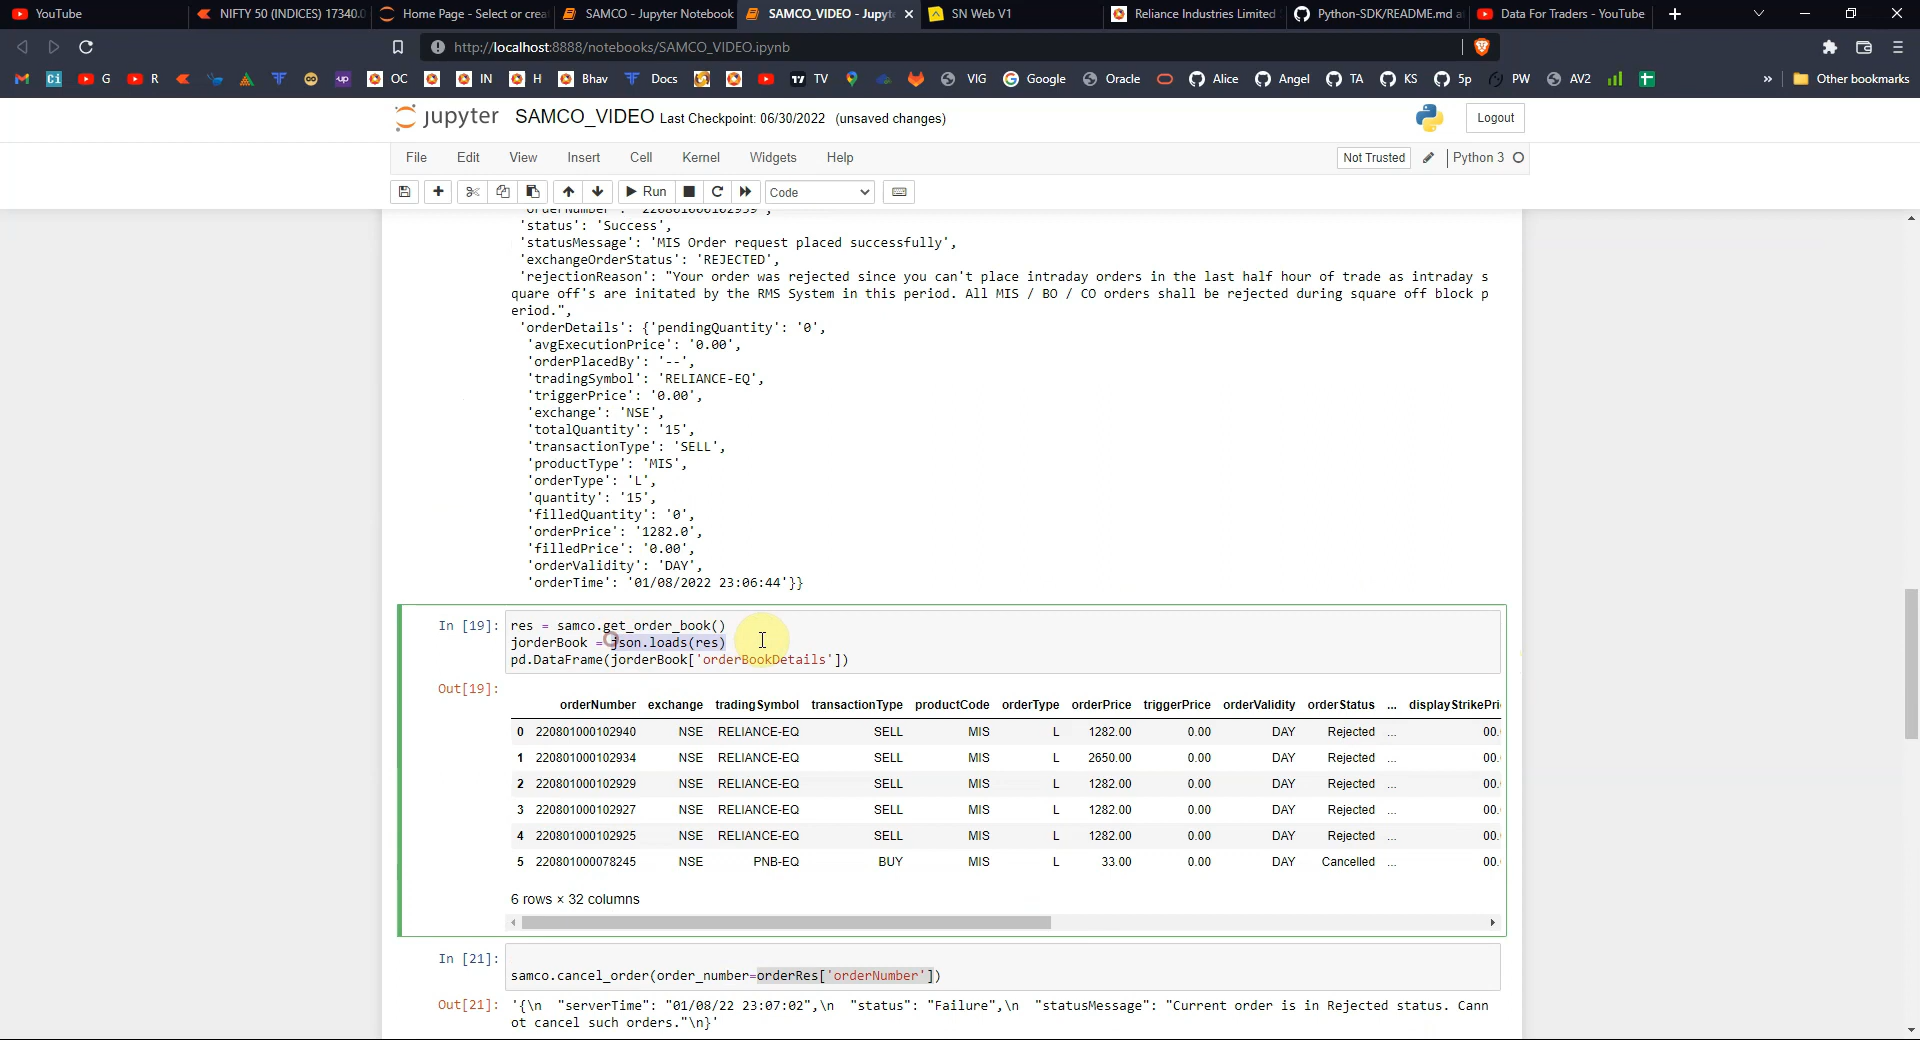 YouTube
NIFTY 50 (INDICES) 17340.0
Home Page - Select or crea
SAMCO - Jupyter Notebook
SAMCO_VIDEO - Jupyt
SN Web V1
Reliance Industries Limited
Python-SDK/README.md a
Data For Traders - YouTube
http://localhost:8888/notebooks/SAMCO_VIDEO.ipynb
G R OC IN H Bhav Docs TV VIG Google Oracle Alice Angel TA KS 5p PW AV2 » Other bookmarks
jupyter SAMCO_VIDEO Last Checkpoint: 06/30/2022 (unsaved changes)
Logout
File Edit View Insert Cell Kernel Widgets Help
Not Trusted Python 3
Run Code
'status': 'Success',
'statusMessage': 'MIS Order request placed successfully',
'exchangeOrderStatus': 'REJECTED',
'rejectionReason': "Your order was rejected since you can't place intraday orders in the last half hour of trade as intraday s
quare off's are initated by the RMS System in this period. All MIS / BO / CO orders shall be rejected during square off block p
eriod.",
'orderDetails': {'pendingQuantity': '0',
'avgExecutionPrice': '0.00',
'orderPlacedBy': '--',
'tradingSymbol': 'RELIANCE-EQ',
'triggerPrice': '0.00',
'exchange': 'NSE',
'totalQuantity': '15',
'transactionType': 'SELL',
'productType': 'MIS',
'orderType': 'L',
'quantity': '15',
'filledQuantity': '0',
'orderPrice': '1282.0',
'filledPrice': '0.00',
'orderValidity': 'DAY',
'orderTime': '01/08/2022 23:06:44'}}
In [19]: res = samco.get_order_book()
jorderBook = json.loads(res)
pd.DataFrame(jorderBook['orderBookDetails'])
Out[19]:
orderNumber exchange tradingSymbol transactionType productCode orderType orderPrice triggerPrice orderValidity orderStatus ... displayStrikePri
0 220801000102940 NSE RELIANCE-EQ SELL MIS L 1282.00 0.00 DAY Rejected ... 00.
1 220801000102934 NSE RELIANCE-EQ SELL MIS L 2650.00 0.00 DAY Rejected ... 00.
2 220801000102929 NSE RELIANCE-EQ SELL MIS L 1282.00 0.00 DAY Rejected ... 00.
3 220801000102927 NSE RELIANCE-EQ SELL MIS L 1282.00 0.00 DAY Rejected ... 00.
4 220801000102925 NSE RELIANCE-EQ SELL MIS L 1282.00 0.00 DAY Rejected ... 00.
5 220801000078245 NSE PNB-EQ BUY MIS L 33.00 0.00 DAY Cancelled ... 00.
6 rows × 32 columns
In [21]:
samco.cancel_order(order_number=orderRes['orderNumber'])
Out[21]: '{\n "serverTime": "01/08/22 23:07:02",\n "status": "Failure",\n "statusMessage": "Current order is in Rejected status. Cann
ot cancel such orders."\n}'